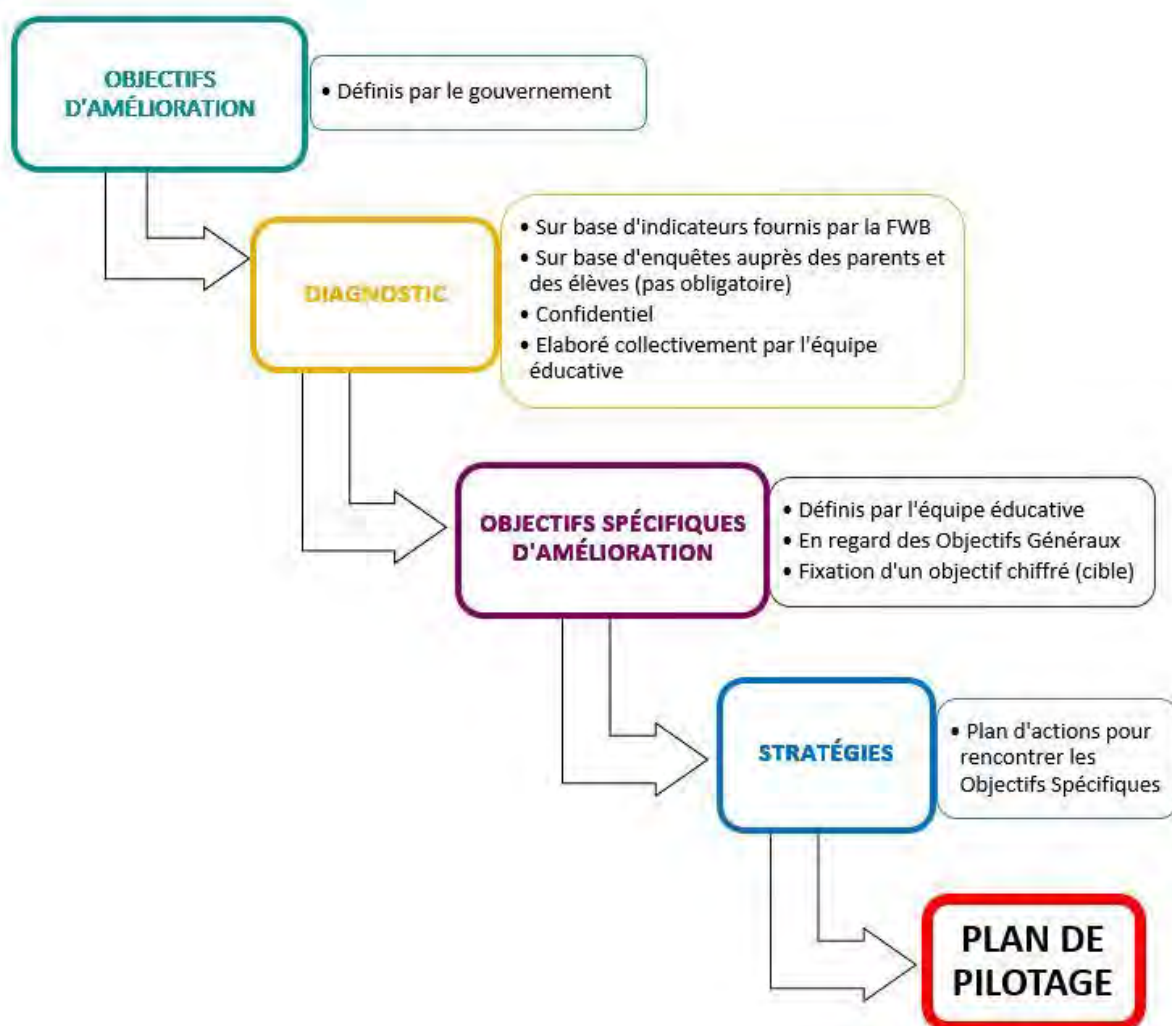 OBJECTIFS
D'AMÉLIORATION
• Définis par le gouvernement
DIAGNOSTIC
• Sur base d'indicateurs fournis par la FWB
• Sur base d'enquêtes auprès des parents et
des élèves (pas obligatoire)
• Confidentiel
• Elaboré collectivement par l'équipe
éducative
OBJECTIFS SPÉCIFIQUES
D'AMÉLIORATION
• Définis par l'équipe éducative
• En regard des Objectifs Généraux
• Fixation d'un objectif chiffré (cible)
STRATÉGIES
• Plan d'actions pour
rencontrer les
Objectifs Spécifiques
PLAN DE
PILOTAGE